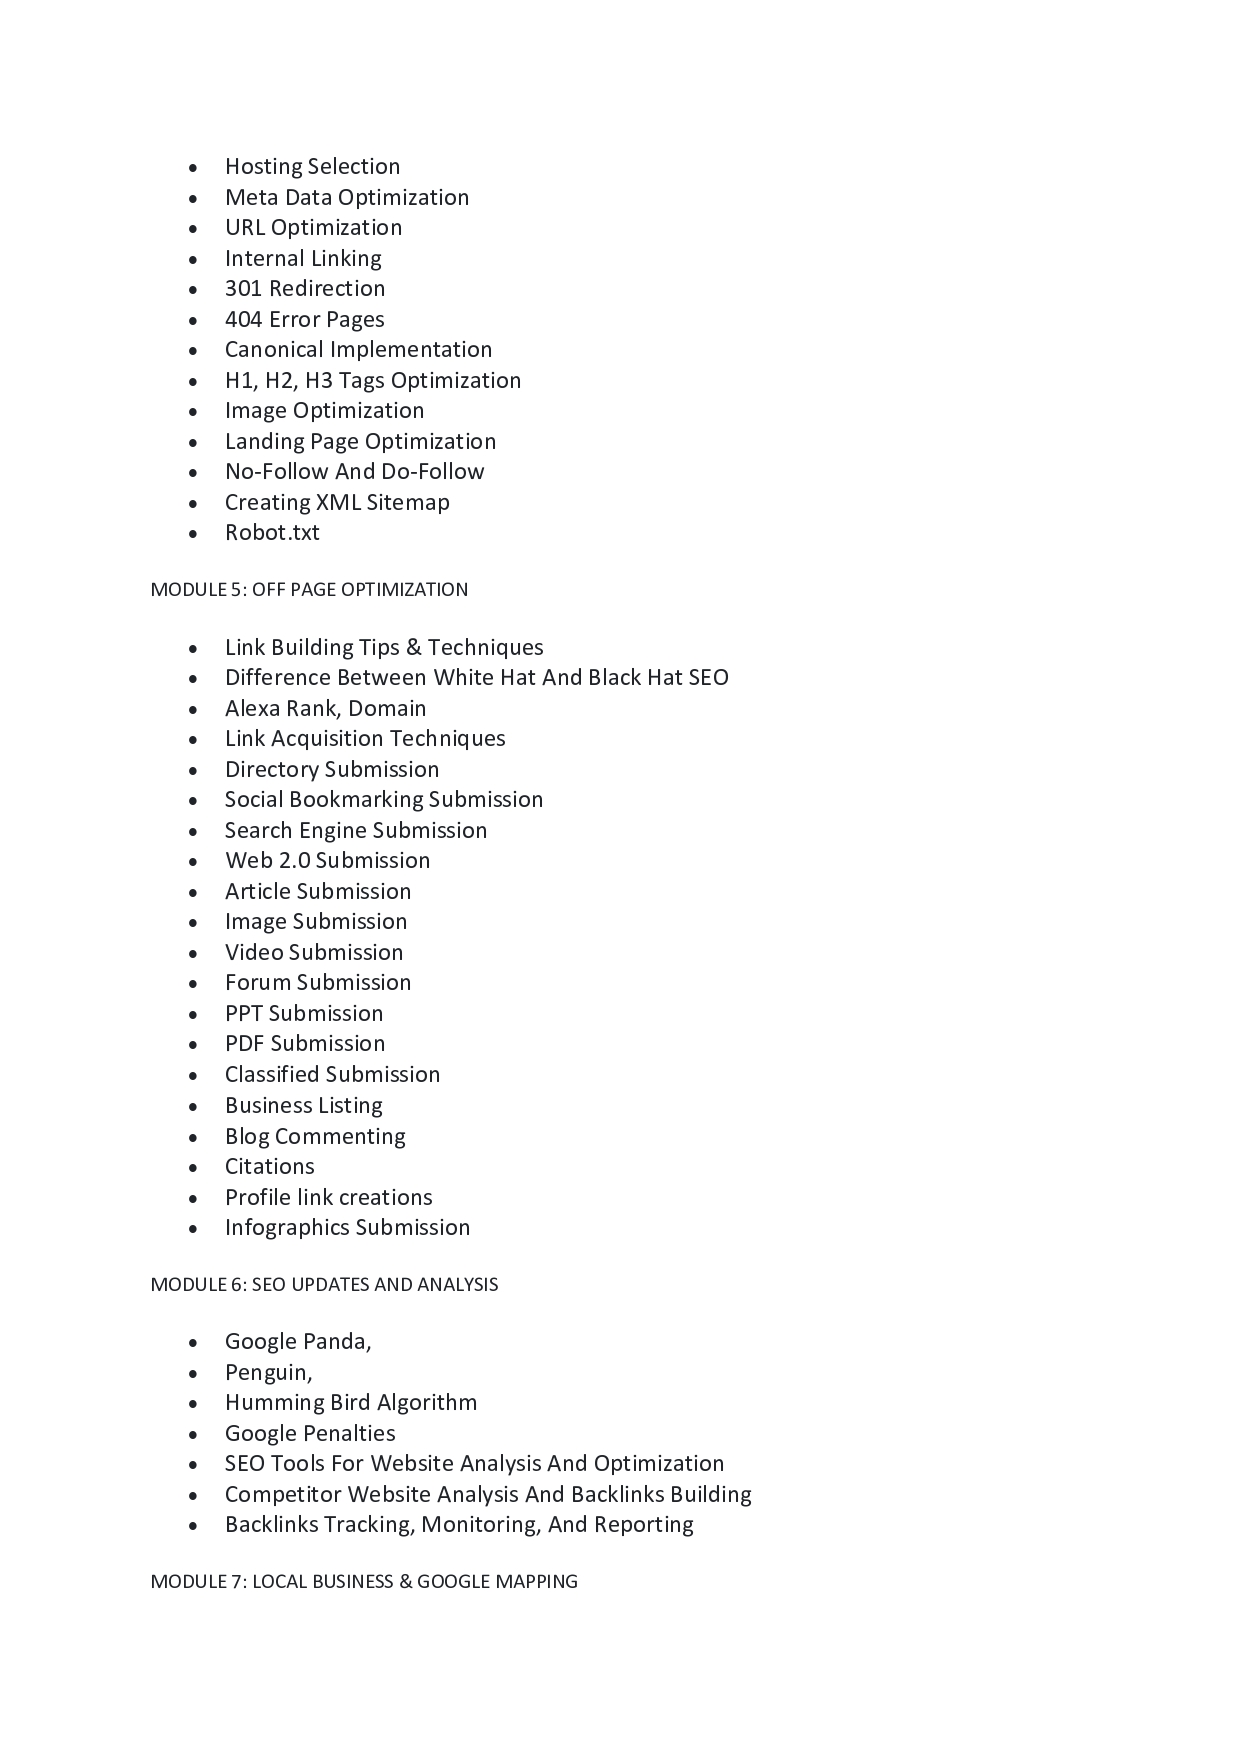 • Hosting Selection
• Meta Data Optimization
• URL Optimization
• Internal Linking
• 301 Redirection
• 404 Error Pages
• Canonical Implementation
• H1, H2, H3 Tags Optimization
• Image Optimization
• Landing Page Optimization
• No-Follow And Do-Follow
• Creating XML Sitemap
• Robot.txt
MODULE 5: OFF PAGE OPTIMIZATION
• Link Building Tips & Techniques
• Difference Between White Hat And Black Hat SEO
• Alexa Rank, Domain
• Link Acquisition Techniques
• Directory Submission
• Social Bookmarking Submission
• Search Engine Submission
• Web 2.0 Submission
• Article Submission
• Image Submission
• Video Submission
• Forum Submission
• PPT Submission
• PDF Submission
• Classified Submission
• Business Listing
• Blog Commenting
• Citations
• Profile link creations
• Infographics Submission
MODULE 6: SEO UPDATES AND ANALYSIS
• Google Panda,
• Penguin,
• Humming Bird Algorithm
• Google Penalties
• SEO Tools For Website Analysis And Optimization
• Competitor Website Analysis And Backlinks Building
• Backlinks Tracking, Monitoring, And Reporting
MODULE 7: LOCAL BUSINESS & GOOGLE MAPPING